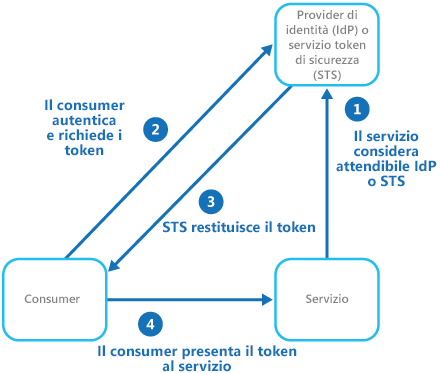 Provider di
identità (IdP) o
servizio token
di sicurezza
(STS)
1
Il servizio
considera
attendibile IdP
o STS
Il consumer
autentica
e richiede i
token
2
3
STS restituisce il token
Consumer
Servizio
4
Il consumer presenta il token
al servizio